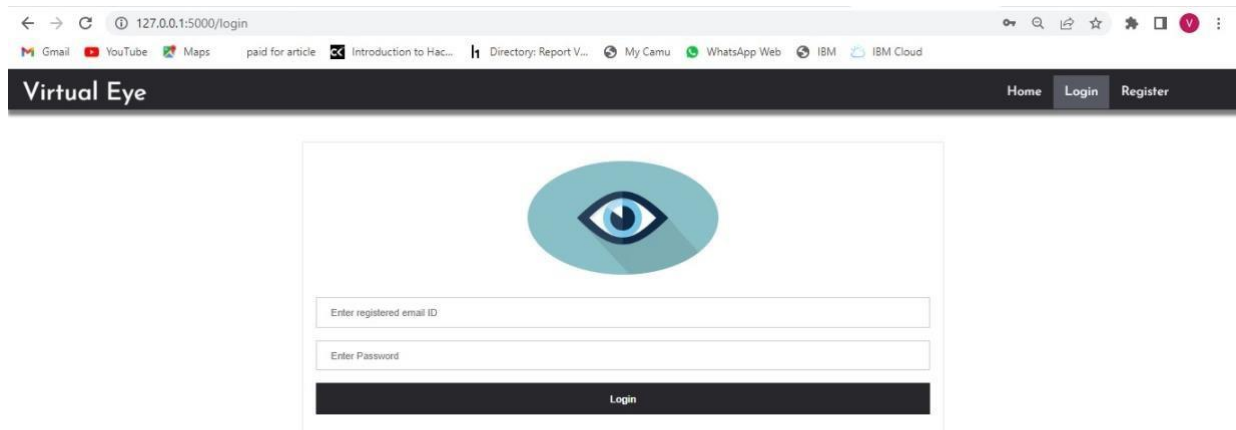 127.0.0.1:5000/login
Gmail YouTube Maps paid for article Introduction to Hac... Directory: Report V... My Camu WhatsApp Web IBM IBM Cloud
Virtual Eye Home Login Register
Enter registered email ID
Enter Password
Login